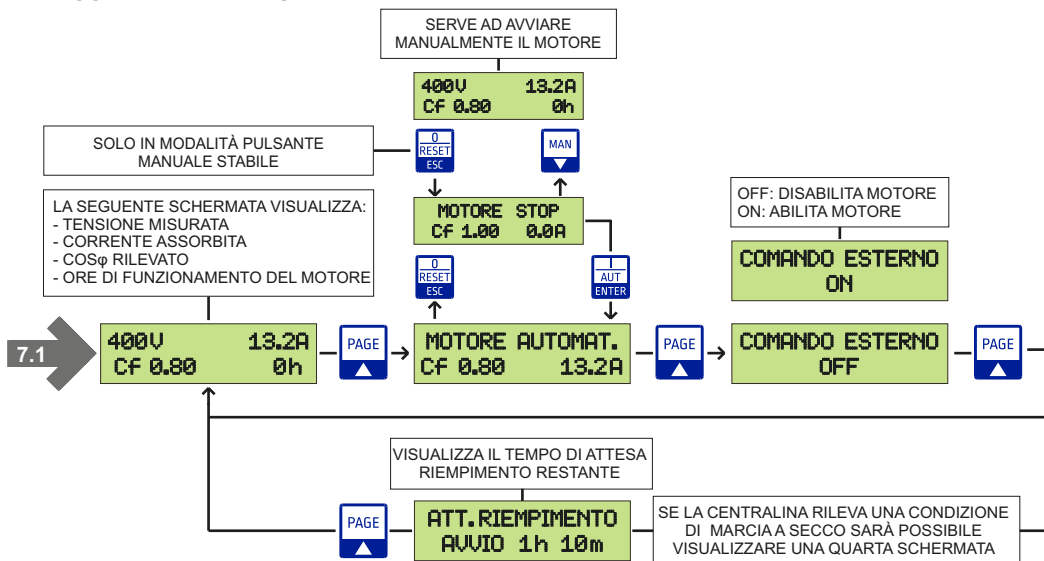 SERVE AD AVVIARE
MANUALMENTE IL MOTORE
400V 13.2A
Cf 0.80 0h
SOLO IN MODALITÀ PULSANTE
MANUALE STABILE
0
RESET
ESC
MAN
LA SEGUENTE SCHERMATA VISUALIZZA:
- TENSIONE MISURATA
- CORRENTE ASSORBITA
- COSφ RILEVATO
- ORE DI FUNZIONAMENTO DEL MOTORE
MOTORE STOP
Cf 1.00 0.0A
OFF: DISABILITA MOTORE
ON: ABILITA MOTORE
0
RESET
ESC
I
AUT
ENTER
COMANDO ESTERNO
ON
7.1
400V 13.2A
Cf 0.80 0h
PAGE
MOTORE AUTOMAT.
Cf 0.80 13.2A
PAGE
COMANDO ESTERNO
OFF
PAGE
VISUALIZZA IL TEMPO DI ATTESA
RIEMPIMENTO RESTANTE
PAGE
ATT.RIEMPIMENTO
AVVIO 1h 10m
SE LA CENTRALINA RILEVA UNA CONDIZIONE
DI MARCIA A SECCO SARÀ POSSIBILE
VISUALIZZARE UNA QUARTA SCHERMATA